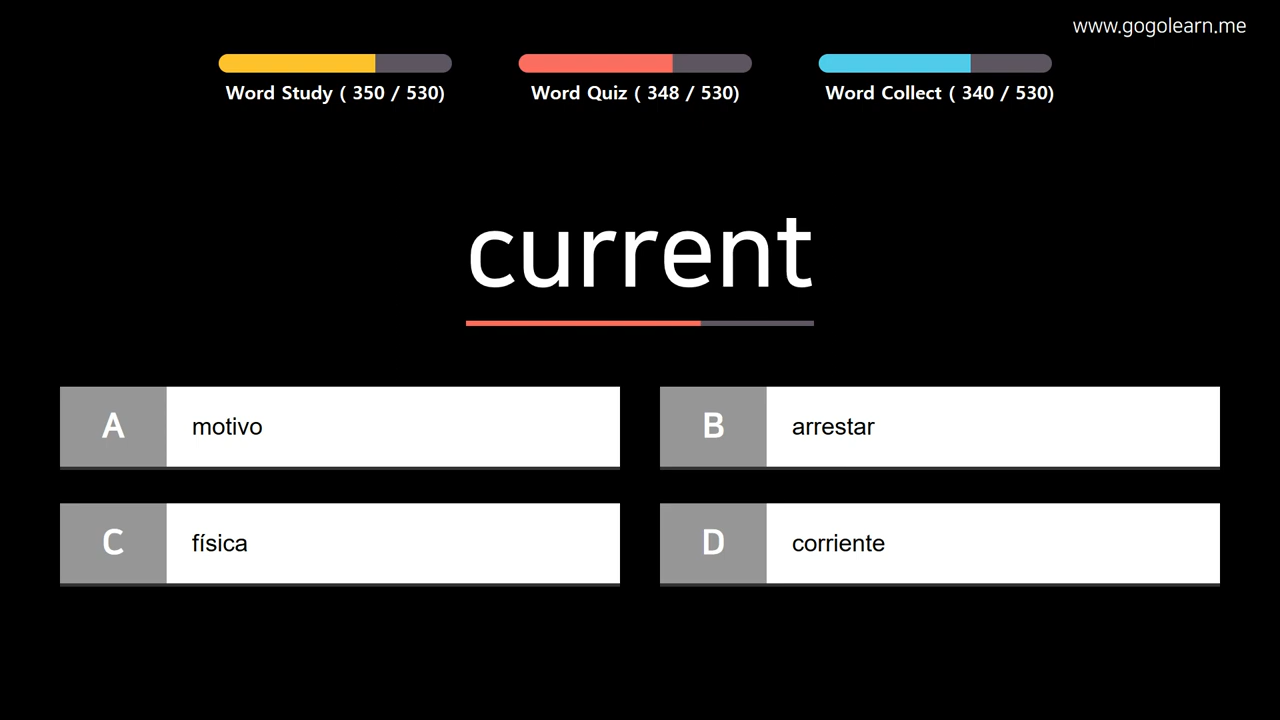 www.gogolearn.me
Word Study ( 350 / 530)
Word Quiz ( 348 / 530)
Word Collect ( 340 / 530)
current
A motivo
B arrestar
C física
D corriente